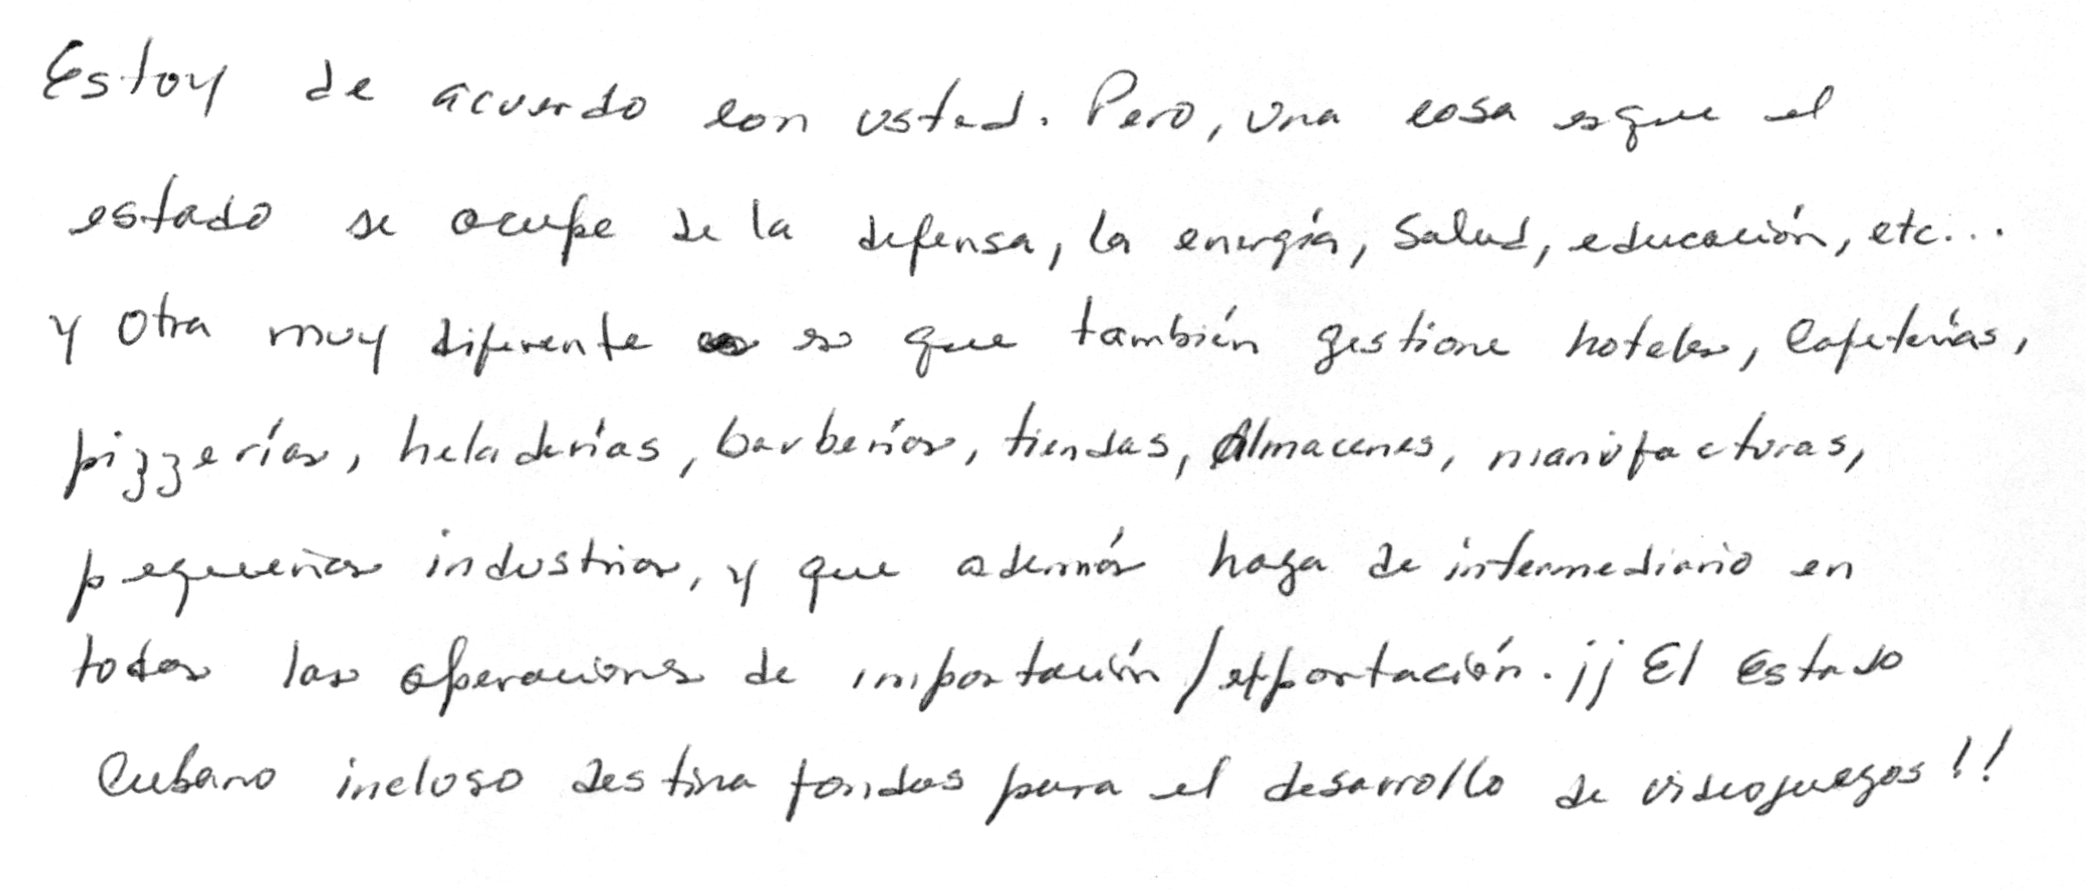 Estoy de acuerdo con usted. Pero, una cosa es que el
estado se ocupe de la defensa, la energía, salud, educación, etc...
y otra muy diferente es que también gestione hoteles, cafeterías,
pizzerías, heladerías, barberías, tiendas, almacenes, manufacturas,
pequeñas industrias, y que además haga de intermediario en
todas las operaciones de importación/exportación. ¡¡ El Estado
Cubano incluso destina fondos para el desarrollo de videojuegos!!